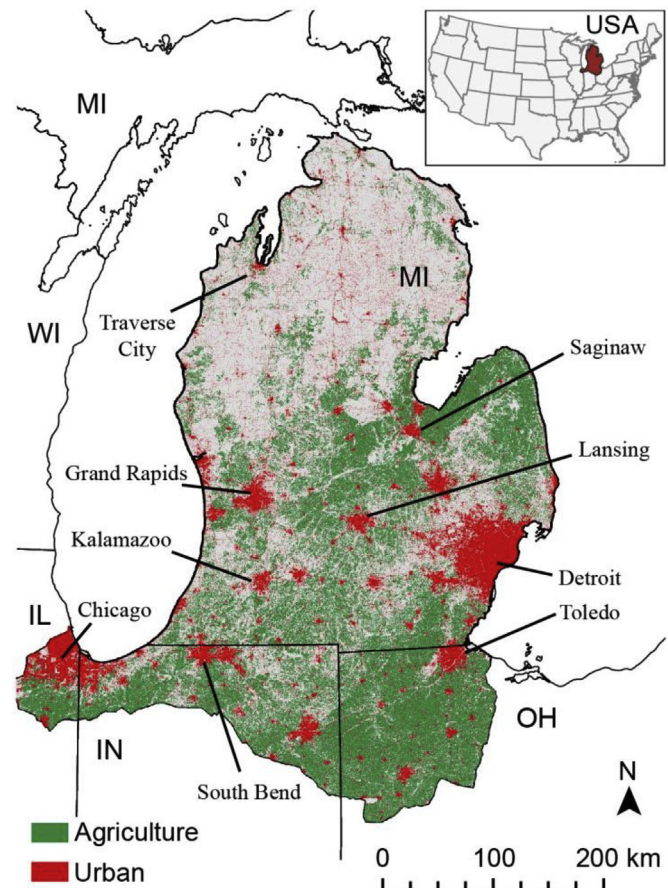 USA
MI
MI
Traverse
City
WI
Saginaw
Lansing
Grand Rapids
Kalamazoo
Detroit
IL
Chicago
Toledo
OH
IN
South Bend
N
Agriculture
Urban
0 100 200 km